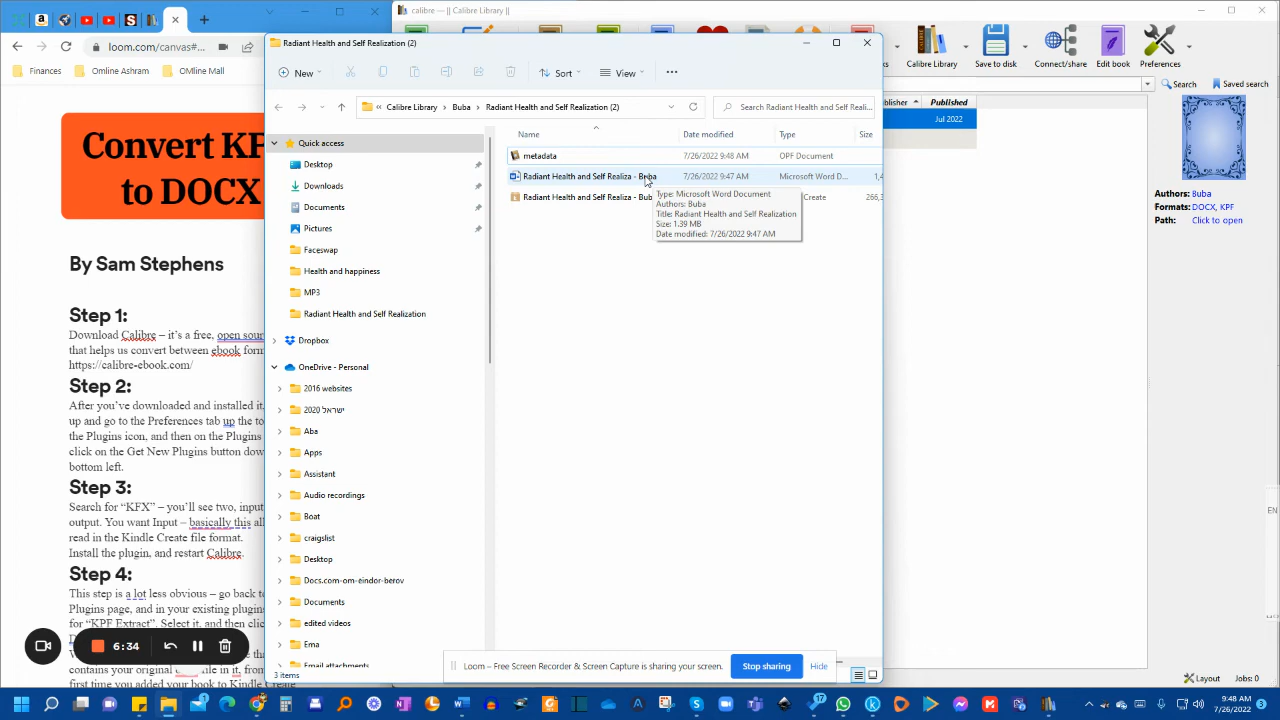 calibre — || Calibre Library ||
loom.com/canvas#...
Finances
Omline Ashram
OMline Mall
Radiant Health and Self Realization (2)
New
Sort
View
Calibre Library
Save to disk
Connect/share
Edit book
Preferences
Calibre Library
Buba
Radiant Health and Self Realization (2)
Search Radiant Health and Self Reali...
Search
Saved search
Published
Jul 2022
Name
Date modified
Type
Size
Quick access
Desktop
Downloads
Documents
Pictures
Faceswap
Health and happiness
MP3
Radiant Health and Self Realization
Dropbox
OneDrive - Personal
2016 websites
2020 ישראל
Aba
Apps
Assistant
Audio recordings
Boat
craigslist
Desktop
Docs.com-om-eindor-berov
Documents
edited videos
Ema
Email attachments
3 items
metadata 7/26/2022 9:48 AM OPF Document
Radiant Health and Self Realiza - Buba 7/26/2022 9:47 AM Microsoft Word D... 1,4
Radiant Health and Self Realiza - Bub Create 266,3
Type: Microsoft Word Document
Authors: Buba
Title: Radiant Health and Self Realization
Size: 1.39 MB
Date modified: 7/26/2022 9:47 AM
Authors: Buba
Formats: DOCX, KPF
Path: Click to open
Convert KF
to DOCX
By Sam Stephens
Step 1:
Download Calibre – it's a free, open sour
that helps us convert between ebook form
https://calibre-ebook.com/
Step 2:
After you've downloaded and installed it,
up and go to the Preferences tab up the to
the Plugins icon, and then on the Plugins
click on the Get New Plugins button dow
bottom left.
Step 3:
Search for “KFX” – you'll see two, input
output. You want Input – basically this all
read in the Kindle Create file format.
Install the plugin, and restart Calibre.
Step 4:
This step is a lot less obvious – go back to
Plugins page, and in your existing plugins
for “KPF Extract”. Select it, and then clic
contains your original file in it, from
first time you added your book to Kindle
6:34
Loom – Free Screen Recorder & Screen Capture is sharing your screen.
Stop sharing
Hide
EN
Layout
Jobs: 0
17
9:48 AM
7/26/2022